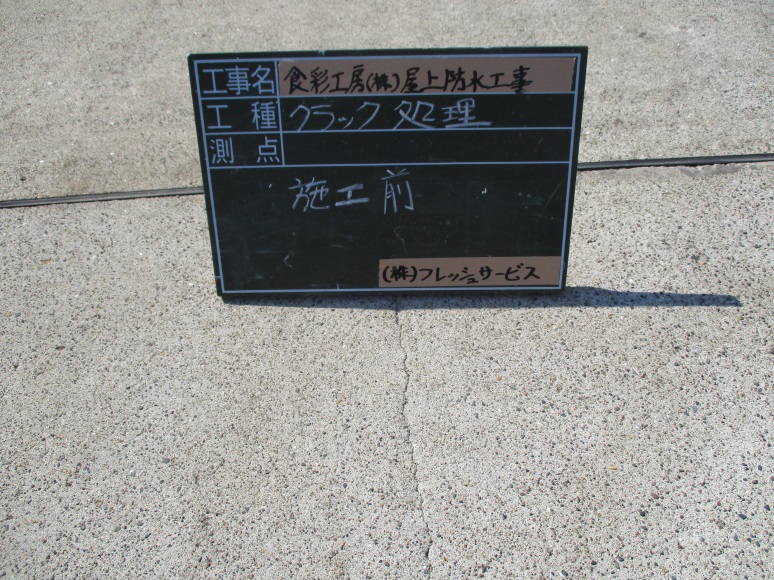 工事名 食彩工房(株)屋上防水工事
工種 クラック処理
測点
施工前
(株)フレッシュサービス